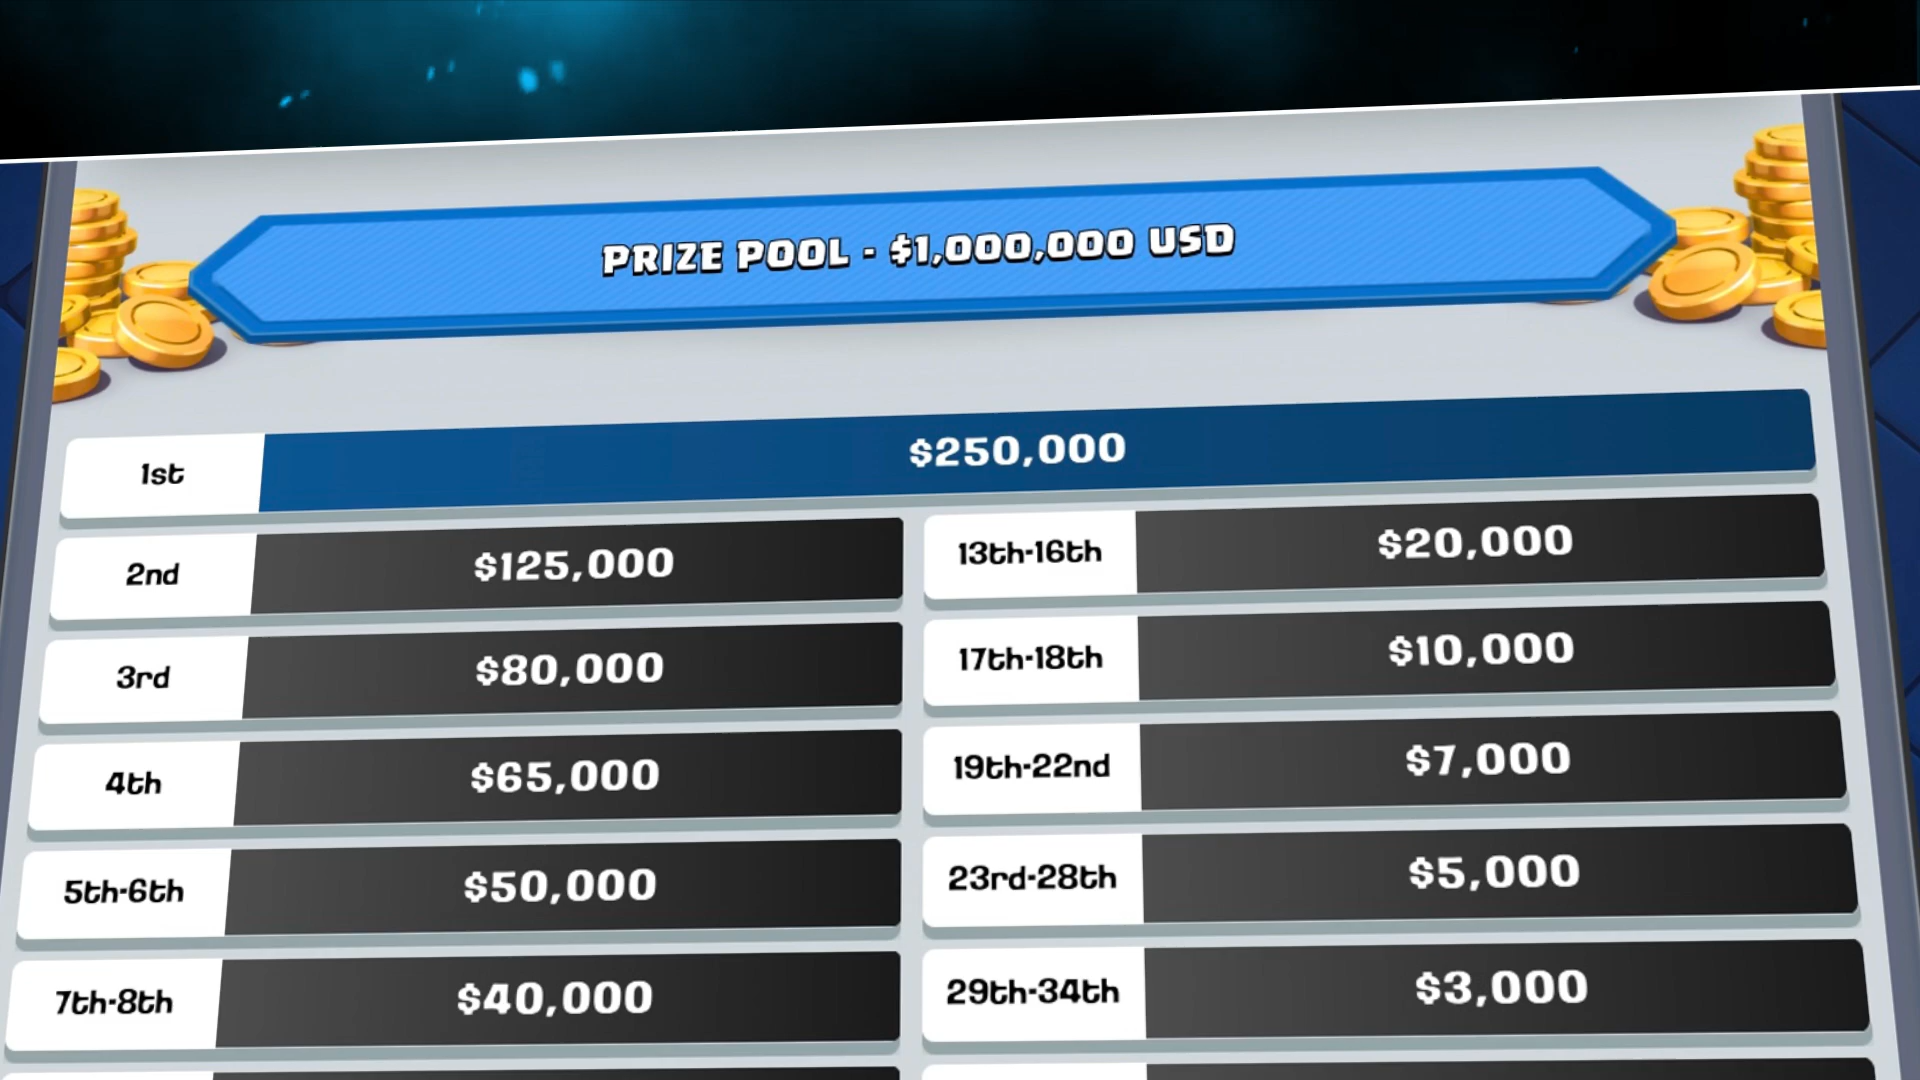 PRIZE POOL - $1,000,000 USD
1st $250,000
2nd $125,000
3rd $80,000
4th $65,000
5th-6th $50,000
7th-8th $40,000
13th-16th $20,000
17th-18th $10,000
19th-22nd $7,000
23rd-28th $5,000
29th-34th $3,000